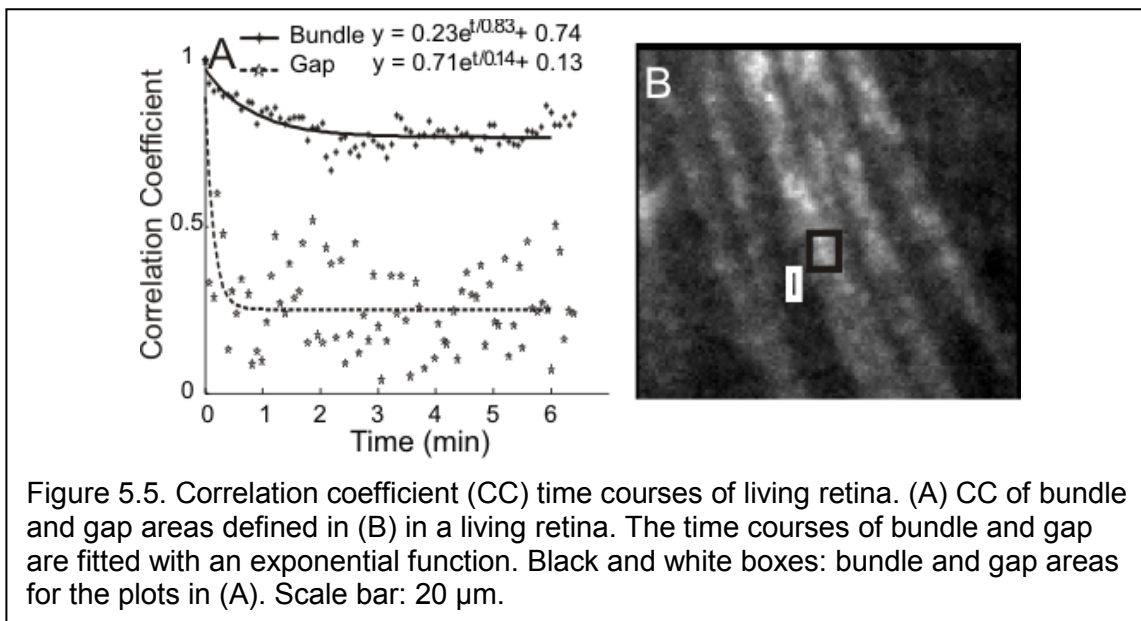 A
Bundle y = 0.23e^t/0.83 + 0.74
Gap y = 0.71e^t/0.14 + 0.13
1
0.5
0
Correlation Coefficient
0 1 2 3 4 5 6
Time (min)
B
Figure 5.5. Correlation coefficient (CC) time courses of living retina. (A) CC of bundle
and gap areas defined in (B) in a living retina. The time courses of bundle and gap
are fitted with an exponential function. Black and white boxes: bundle and gap areas
for the plots in (A). Scale bar: 20 µm.